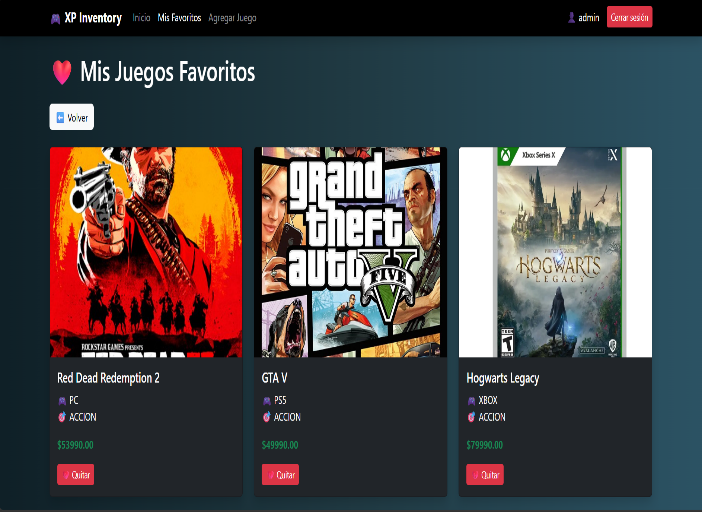 XP Inventory Inicio Mis Favoritos Agregar Juego admin Cerrar sesión
Mis Juegos Favoritos
Volver
ROCKSTAR GAMES PRESENTS
grand
theft
auto
FIVE
Xbox Series X
HOGWARTS
LEGACY
AVALANCHE
Red Dead Redemption 2
PC
ACCION
$53990.00
Quitar
GTA V
PS5
ACCION
$49990.00
Quitar
Hogwarts Legacy
XBOX
ACCION
$79990.00
Quitar